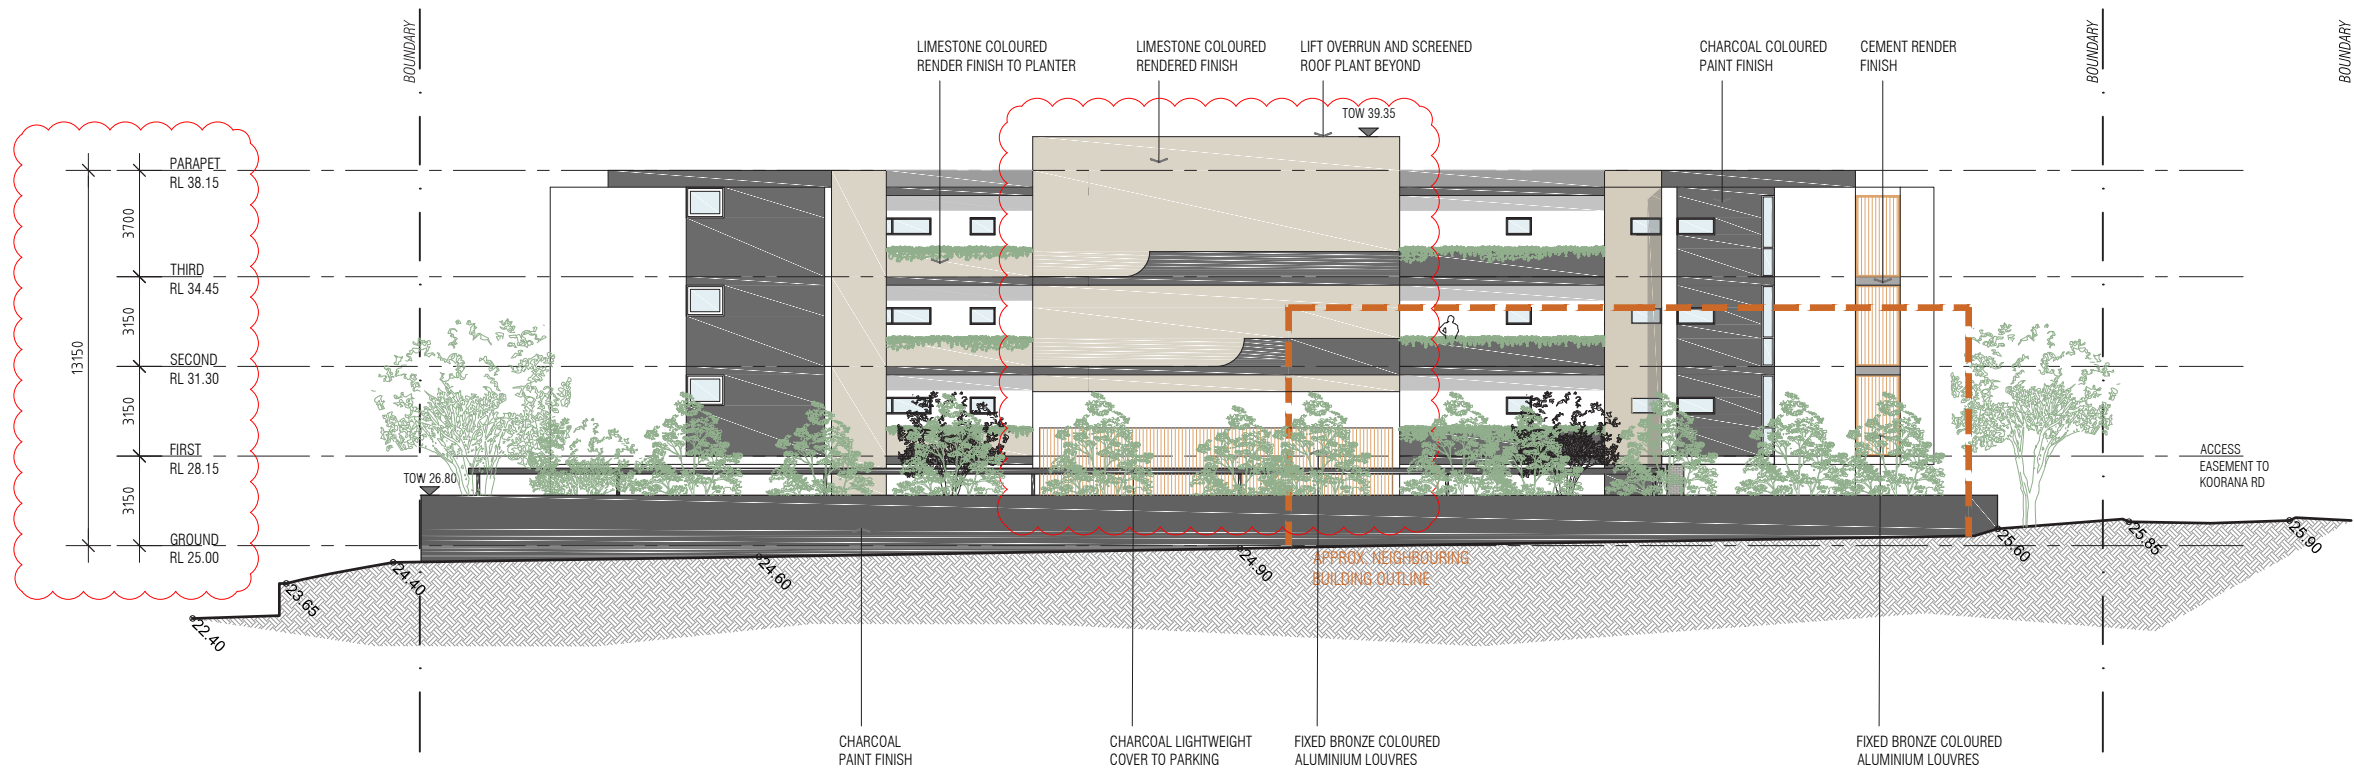 BOUNDARY
BOUNDARY
BOUNDARY
LIMESTONE COLOURED
RENDER FINISH TO PLANTER
LIMESTONE COLOURED
RENDERED FINISH
LIFT OVERRUN AND SCREENED
ROOF PLANT BEYOND
CHARCOAL COLOURED
PAINT FINISH
CEMENT RENDER
FINISH
TOW 39.35
PARAPET
RL 38.15
3700
THIRD
RL 34.45
3150
SECOND
RL 31.30
13150
3150
FIRST
RL 28.15
3150
GROUND
RL 25.00
TOW 26.80
ACCESS
EASEMENT TO
KOORANA RD
22.40
23.65
24.40
24.60
24.90
25.60
25.85
25.90
APPROX. NEIGHBOURING
BUILDING OUTLINE
CHARCOAL
PAINT FINISH
CHARCOAL LIGHTWEIGHT
COVER TO PARKING
FIXED BRONZE COLOURED
ALUMINIUM LOUVRES
FIXED BRONZE COLOURED
ALUMINIUM LOUVRES